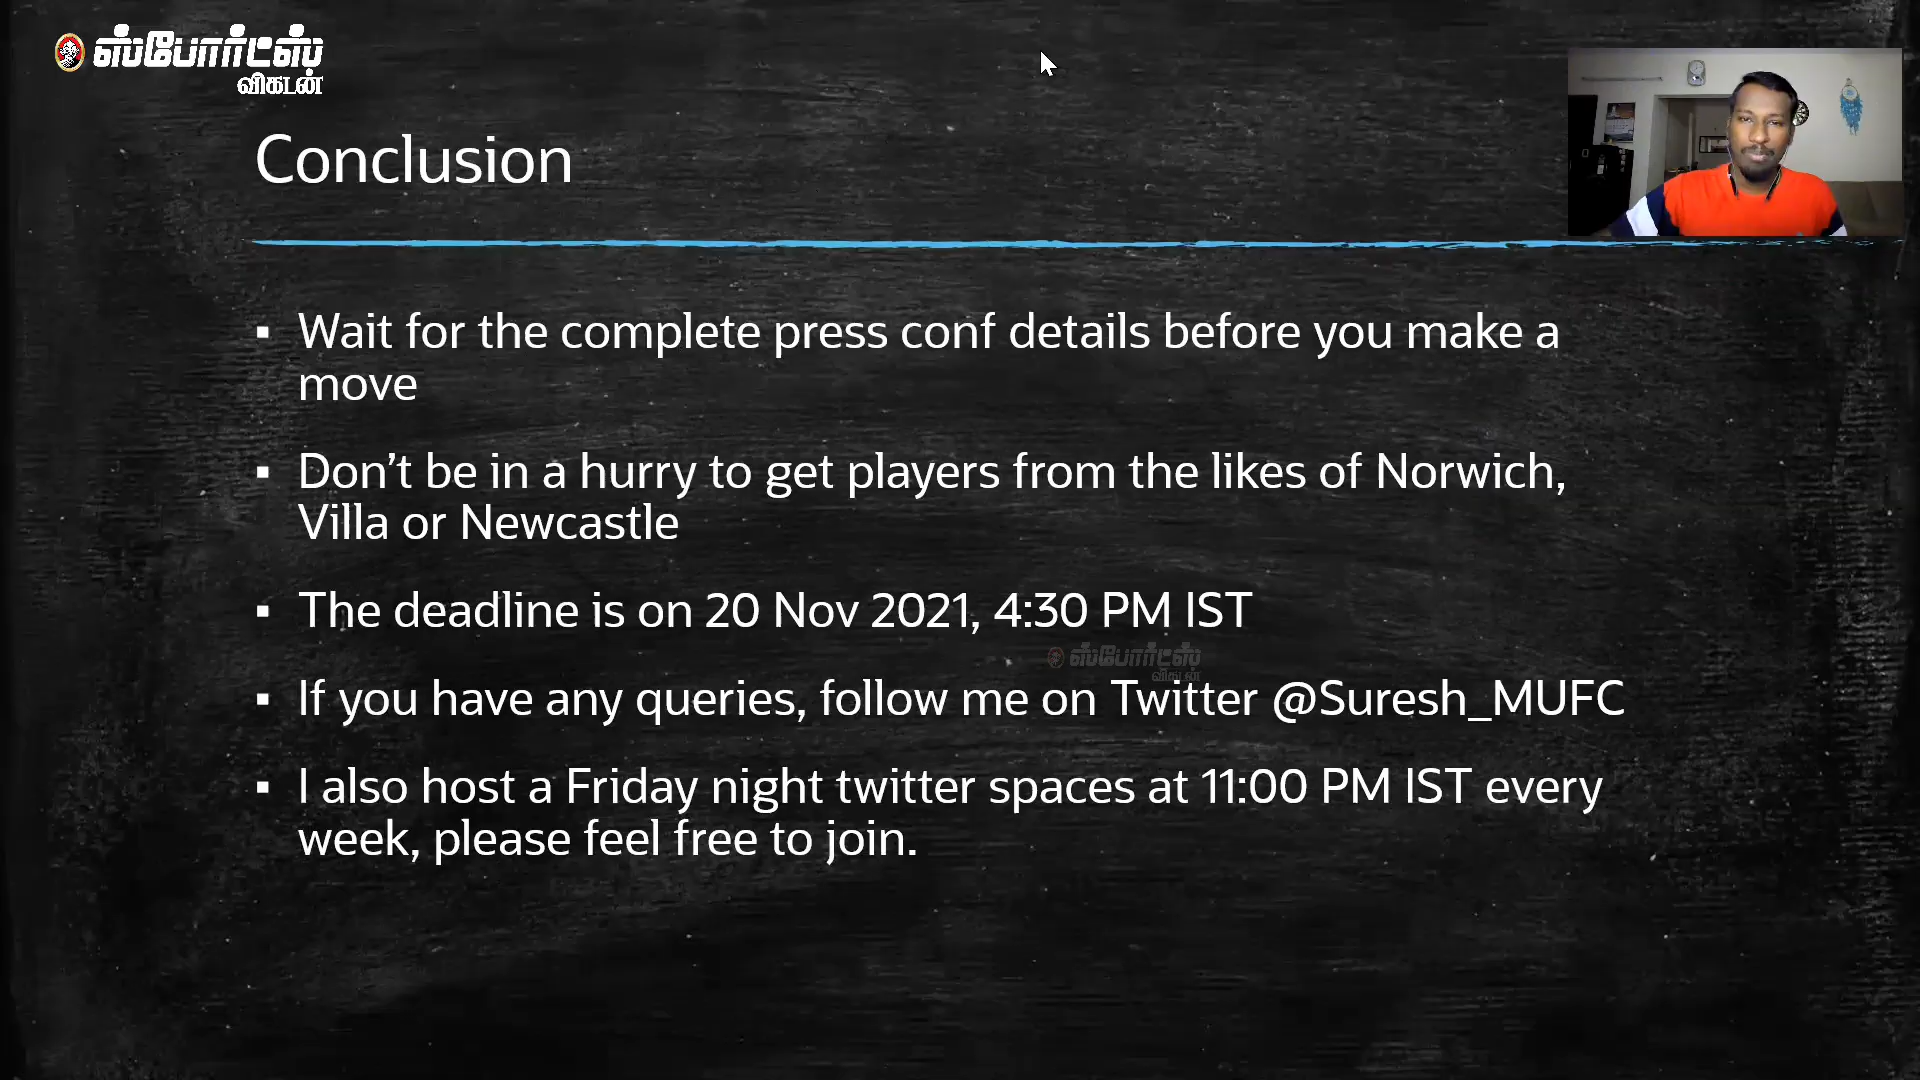 ஸ்போர்ட்ஸ்
விகடன்
Conclusion
▪ Wait for the complete press conf details before you make a
move
▪ Don’t be in a hurry to get players from the likes of Norwich,
Villa or Newcastle
▪ The deadline is on 20 Nov 2021, 4:30 PM IST
ஸ்போர்ட்ஸ்
விகடன்
▪ If you have any queries, follow me on Twitter @Suresh_MUFC
▪ I also host a Friday night twitter spaces at 11:00 PM IST every
week, please feel free to join.